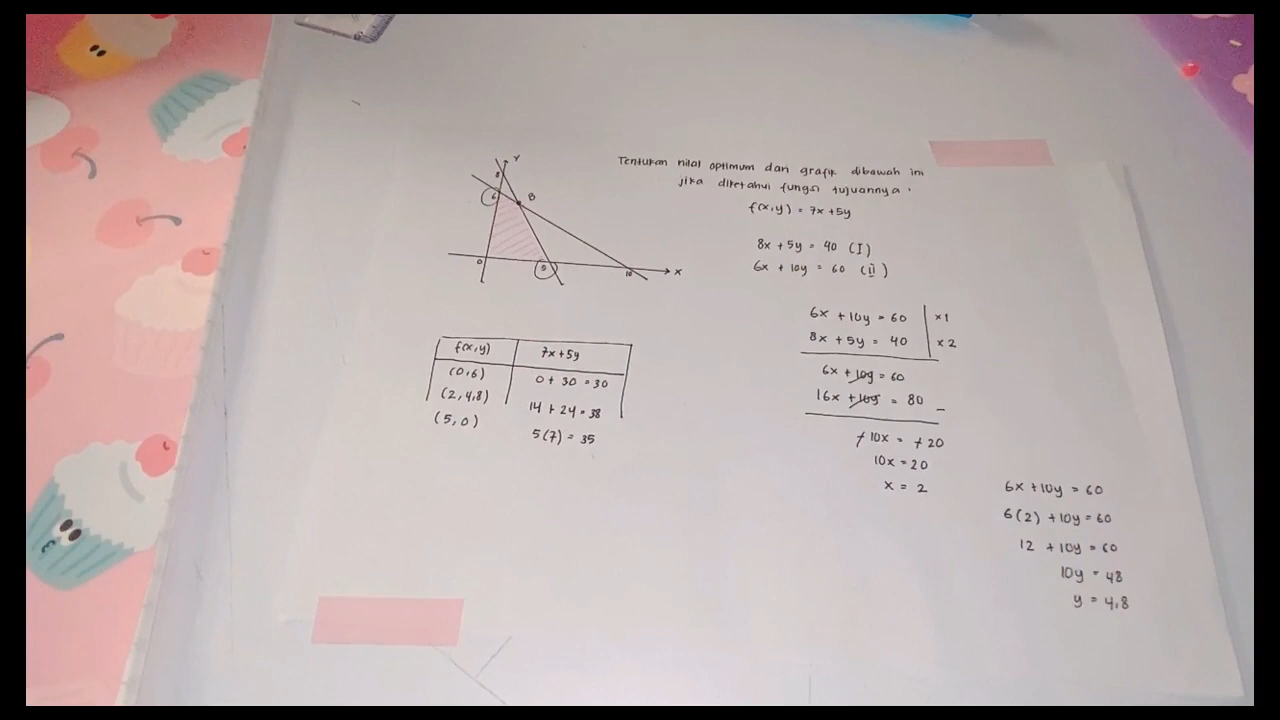 Tentukan nilai optimum dari grafik dibawah ini
jika diketahui fungsi tujuannya.
f(x,y) = 7x + 5y
Y
8
6
B
0
5
10
X
8x + 5y = 40 (I)
6x + 10y = 60 (II)
6x + 10y = 60 | x1
8x + 5y = 40 | x2
6x + 10y = 60
16x + 10y = 80 -
-10x = -20
10x = 20
x = 2
f(x,y) 7x + 5y
(0,6) 0 + 30 = 30
(2, 4,8) 14 + 24 = 38
(5,0) 5(7) = 35
6x + 10y = 60
6(2) + 10y = 60
12 + 10y = 60
10y = 48
y = 4,8